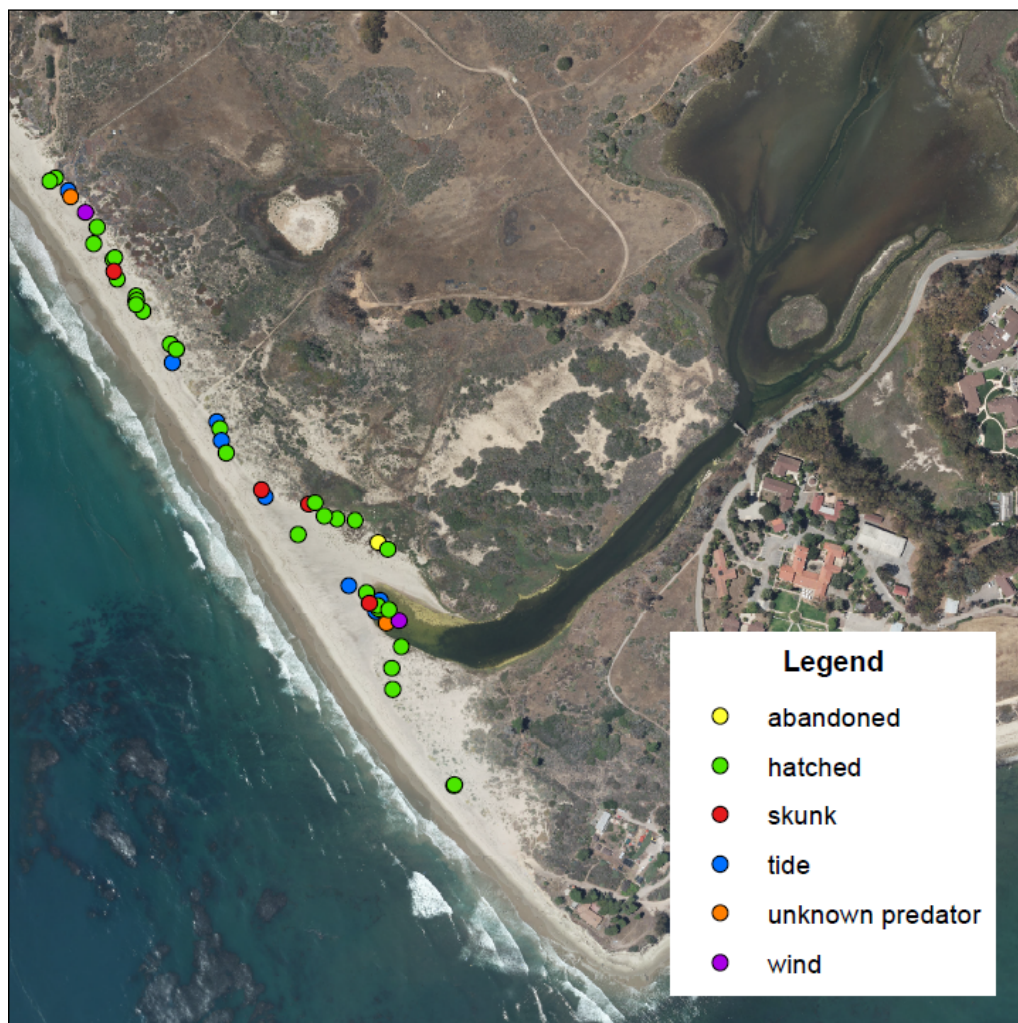 Legend
abandoned
hatched
skunk
tide
unknown predator
wind